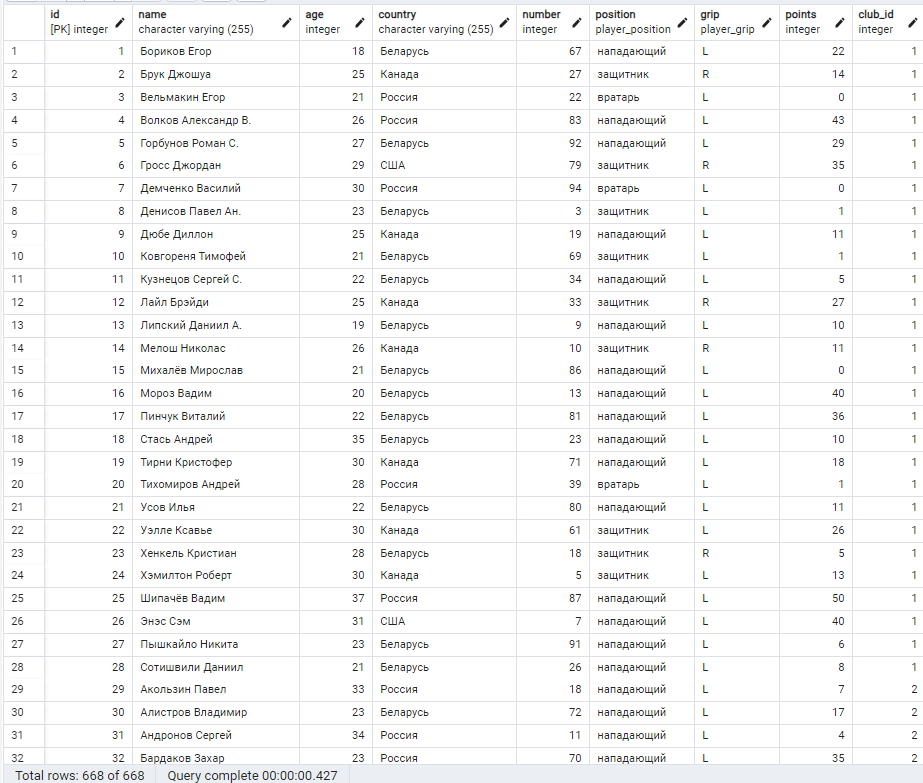 id name age country number position grip points club_id
[PK] integer character varying (255) integer character varying (255) integer player_position player_grip integer integer
1 1 Бориков Егор 18 Беларусь 67 нападающий L 22 1
2 2 Брук Джошуа 25 Канада 27 защитник R 14 1
3 3 Вельмакин Егор 21 Россия 22 вратарь L 0 1
4 4 Волков Александр В. 26 Россия 83 нападающий L 43 1
5 5 Горбунов Роман С. 27 Беларусь 92 нападающий L 29 1
6 6 Гросс Джордан 29 США 79 защитник R 35 1
7 7 Демченко Василий 30 Россия 94 вратарь L 0 1
8 8 Денисов Павел Ан. 23 Беларусь 3 защитник L 1 1
9 9 Дюбе Диллон 25 Канада 19 нападающий L 11 1
10 10 Ковгореня Тимофей 21 Беларусь 69 защитник L 1 1
11 11 Кузнецов Сергей С. 22 Беларусь 34 нападающий L 5 1
12 12 Лайл Брэйди 25 Канада 33 защитник R 27 1
13 13 Липский Даниил А. 19 Беларусь 9 нападающий L 10 1
14 14 Мелош Николас 26 Канада 10 защитник R 11 1
15 15 Михалёв Мирослав 21 Беларусь 86 нападающий L 0 1
16 16 Мороз Вадим 20 Беларусь 13 нападающий L 40 1
17 17 Пинчук Виталий 22 Беларусь 81 нападающий L 36 1
18 18 Стась Андрей 35 Беларусь 23 нападающий L 10 1
19 19 Тирни Кристофер 30 Канада 71 нападающий L 18 1
20 20 Тихомиров Андрей 28 Россия 39 вратарь L 1 1
21 21 Усов Илья 22 Беларусь 80 нападающий L 11 1
22 22 Уэлле Ксавье 30 Канада 61 защитник L 26 1
23 23 Хенкель Кристиан 28 Беларусь 18 защитник R 5 1
24 24 Хэмилтон Роберт 30 Канада 5 защитник L 13 1
25 25 Шипачёв Вадим 37 Россия 87 нападающий L 50 1
26 26 Энэс Сэм 31 США 7 нападающий L 40 1
27 27 Пышкайло Никита 23 Беларусь 91 нападающий L 6 1
28 28 Сотишвили Даниил 21 Беларусь 26 нападающий L 8 1
29 29 Акользин Павел 33 Россия 18 нападающий L 7 2
30 30 Алистров Владимир 23 Беларусь 72 нападающий L 17 2
31 31 Андронов Сергей 34 Россия 11 нападающий L 4 2
32 32 Бардаков Захар 23 Россия 70 нападающий L 35 2
Total rows: 668 of 668 Query complete 00:00:00.427